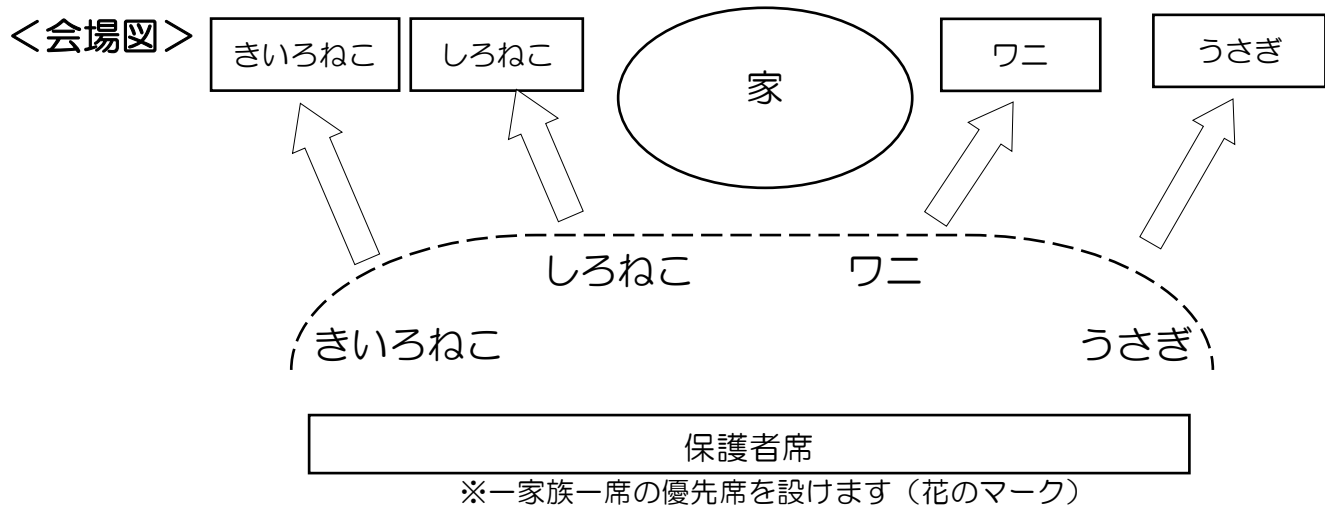 <会場図>
きいろねこ
しろねこ
家
ワニ
うさぎ
しろねこ
ワニ
きいろねこ
うさぎ
保護者席
※一家族一席の優先席を設けます（花のマーク）